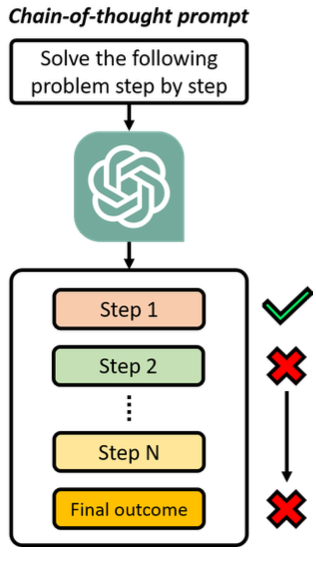 Chain-of-thought prompt
Solve the following
problem step by step
Step 1
Step 2
Step N
Final outcome